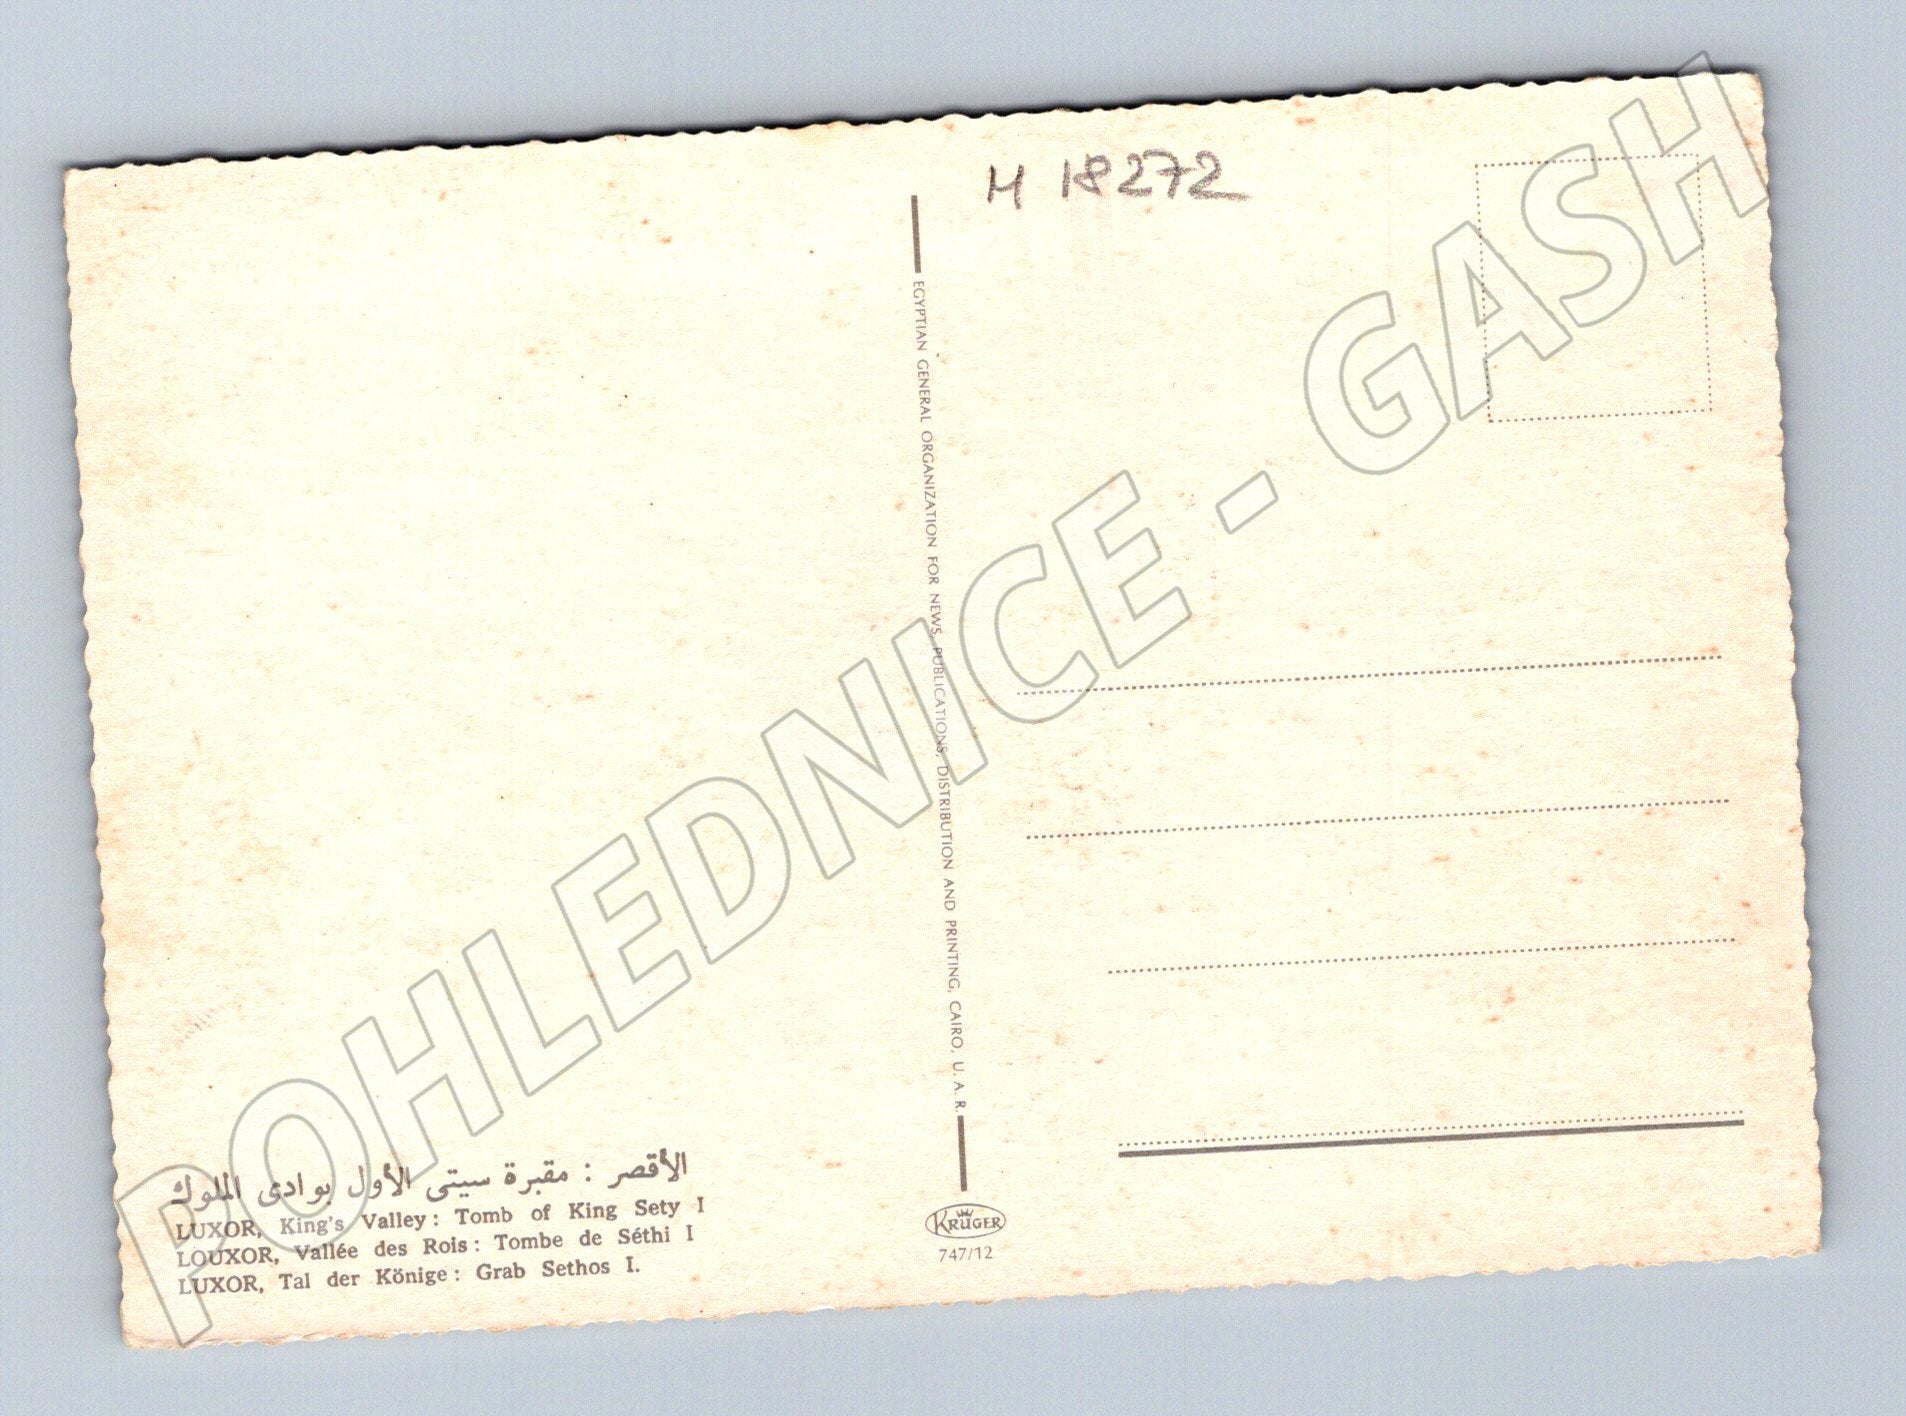 M 18272
EGYPTIAN GENERAL ORGANIZATION FOR NEWS, PUBLICATIONS, DISTRIBUTION AND PRINTING, CAIRO, U. A. R.
الأقصر : مقبرة سيتى الأول بوادى الملوك
LUXOR, King's Valley : Tomb of King Sety I
LOUXOR, Vallée des Rois : Tombe de Séthi I
LUXOR, Tal der Könige : Grab Sethos I.
KRÜGER
747/12
POHLEDNICE - GASH